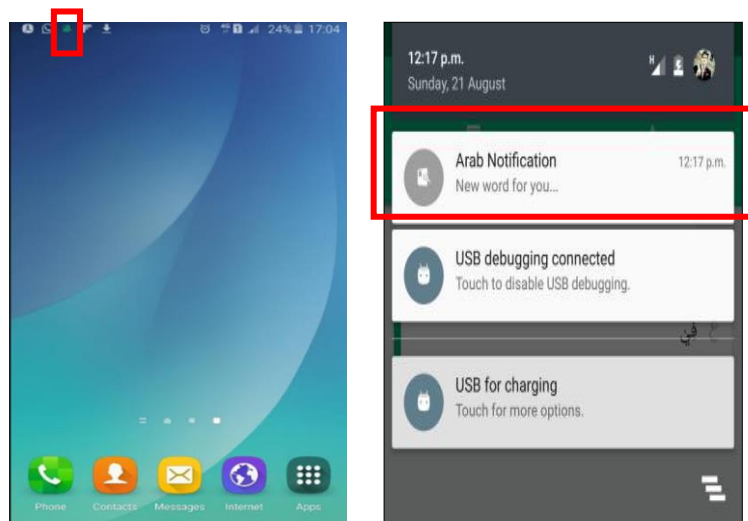 24% 17:04
Phone Contacts Messages Internet Apps
12:17 p.m.
Sunday, 21 August
H
Arab Notification 12:17 p.m.
New word for you...
USB debugging connected
Touch to disable USB debugging.
في
USB for charging
Touch for more options.